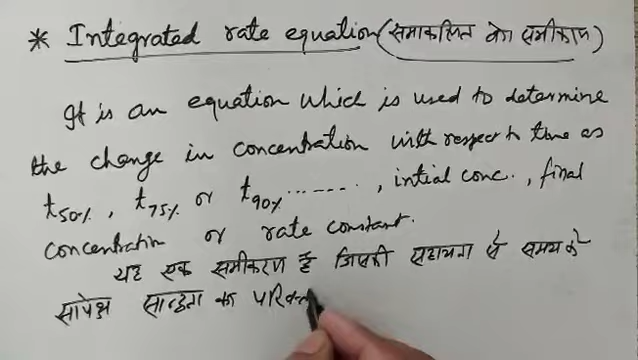 * Integrated rate equation (समाकलित वेग समीकरण)
It is an equation which is used to determine
the change in concentration with respect to time as
t50%, t75% or t90% ........., intial conc., final
concentration or rate constant.
यह एक समीकरण है जिसकी सहायता से समय के
सापेक्ष सान्द्रता का परिवर्त